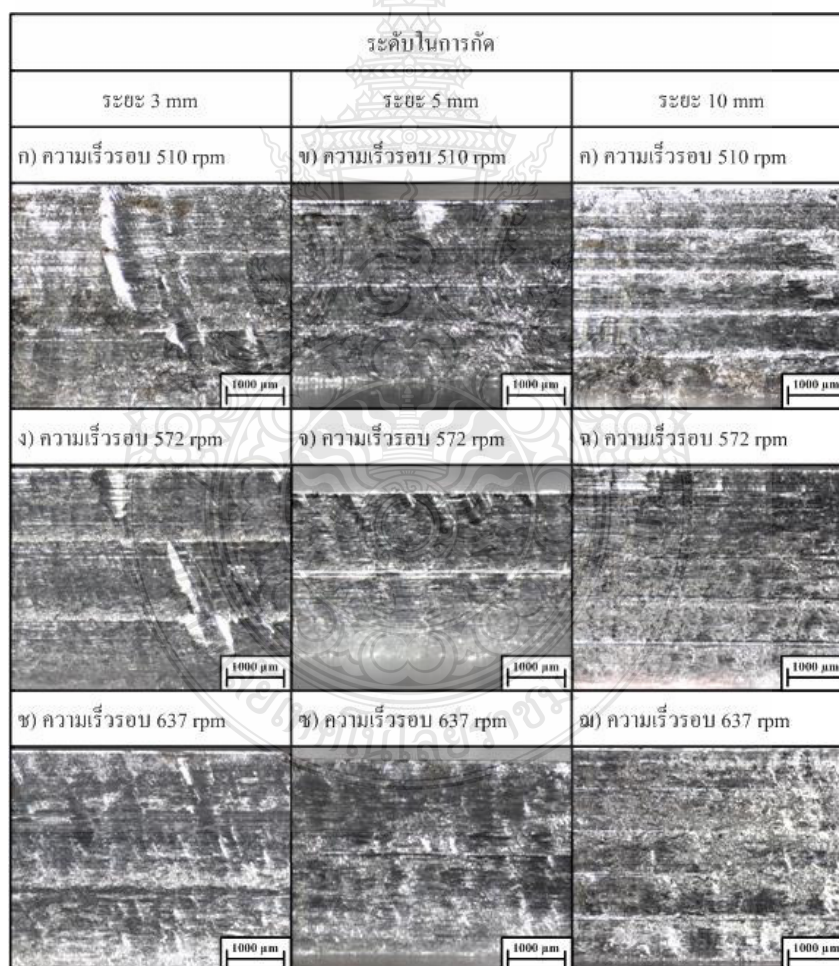 ระดับในการกัด
ระยะ 3 mm ระยะ 5 mm ระยะ 10 mm
ก) ความเร็วรอบ 510 rpm ข) ความเร็วรอบ 510 rpm ค) ความเร็วรอบ 510 rpm
1000 µm 1000 µm 1000 µm
ง) ความเร็วรอบ 572 rpm จ) ความเร็วรอบ 572 rpm ฉ) ความเร็วรอบ 572 rpm
1000 µm 1000 µm 1000 µm
ช) ความเร็วรอบ 637 rpm ซ) ความเร็วรอบ 637 rpm ฌ) ความเร็วรอบ 637 rpm
1000 µm 1000 µm 1000 µm